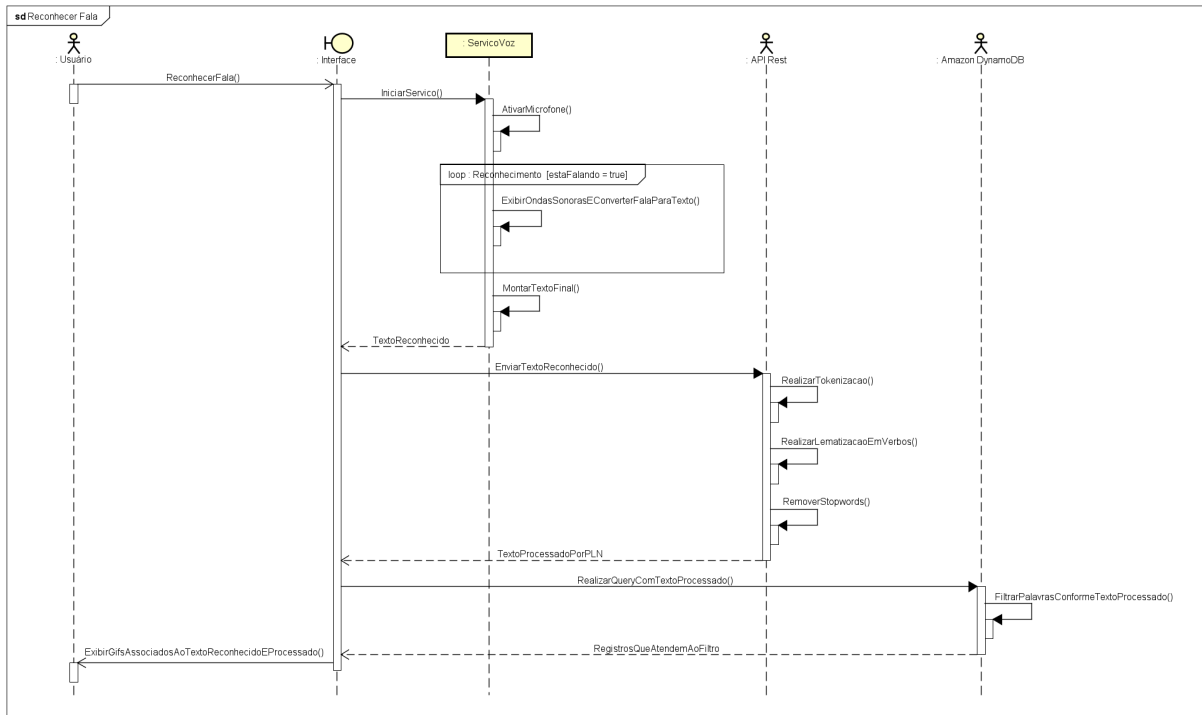 sd Reconhecer Fala
: Usuário
: Interface
: ServicoVoz
: API Rest
: Amazon DynamoDB
ReconhecerFala()
IniciarServico()
AtivarMicrofone()
loop : Reconhecimento [estaFalando = true]
ExibirOndasSonorasEConverterFalaParaTexto()
MontarTextoFinal()
TextoReconhecido
EnviarTextoReconhecido()
RealizarTokenizacao()
RealizarLematizacaoEmVerbos()
RemoverStopwords()
TextoProcessadoPorPLN
RealizarQueryComTextoProcessado()
FiltrarPalavrasConformeTextoProcessado()
RegistrosQueAtendemAoFiltro
ExibirGifsAssociadosAoTextoReconhecidoEProcessado()